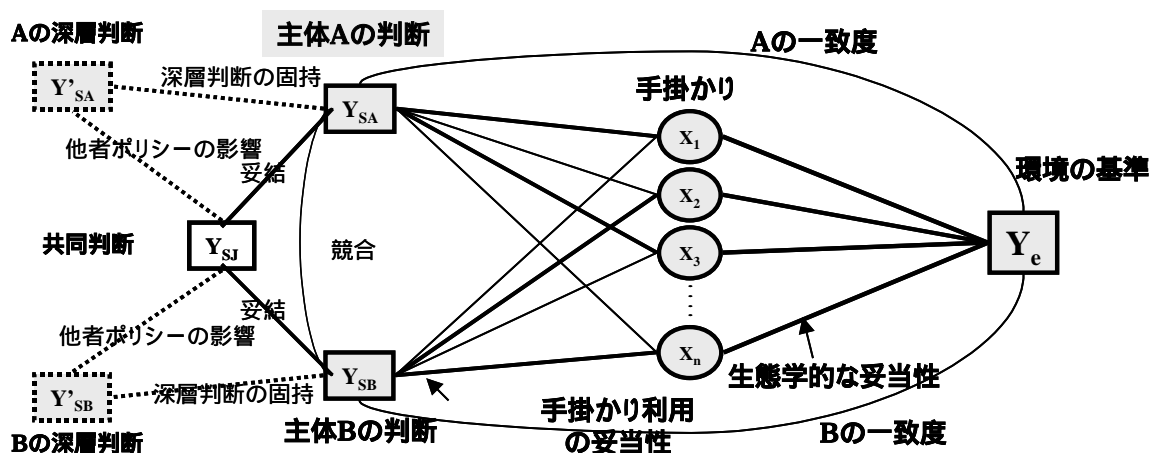 Aの深層判断
主体Aの判断
Aの一致度
Y'SA
深層判断の固持
YSA
手掛かり
X1
他者ポリシーの影響
妥結
環境の基準
X2
共同判断
YSJ
競合
X3
Ye
妥結
他者ポリシーの影響
Xn
YSB
生態学的な妥当性
Y'SB
深層判断の固持
手掛かり利用
の妥当性
主体Bの判断
Bの一致度
Bの深層判断